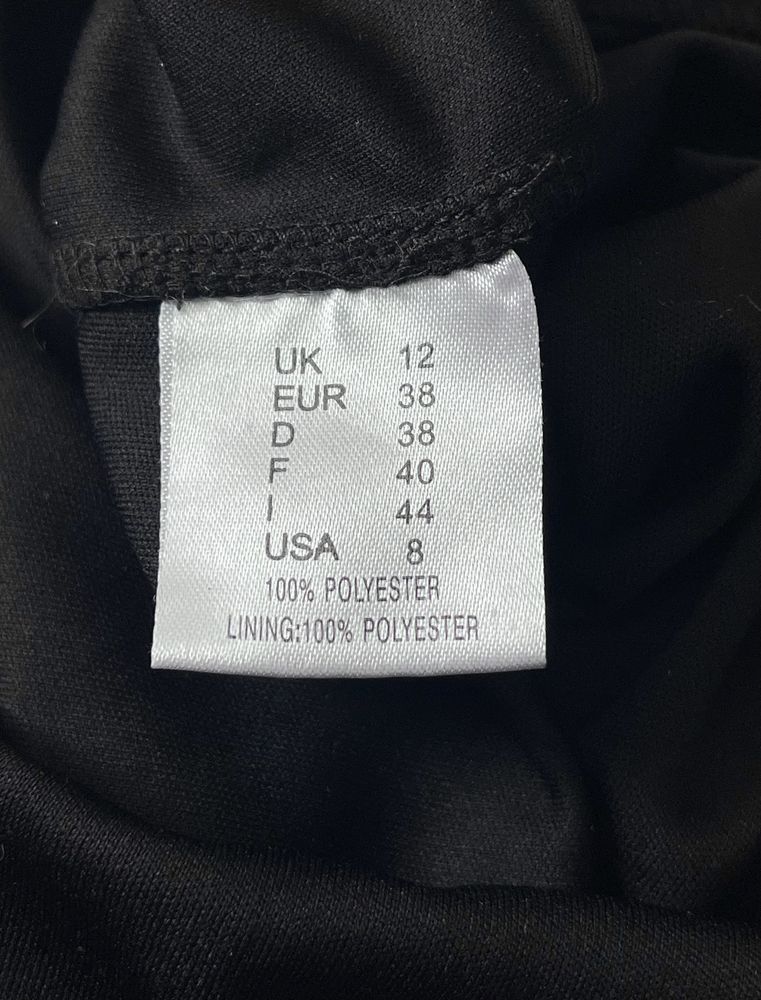 UK 12
EUR 38
D 38
F 40
I 44
USA 8
100% POLYESTER
LINING:100% POLYESTER